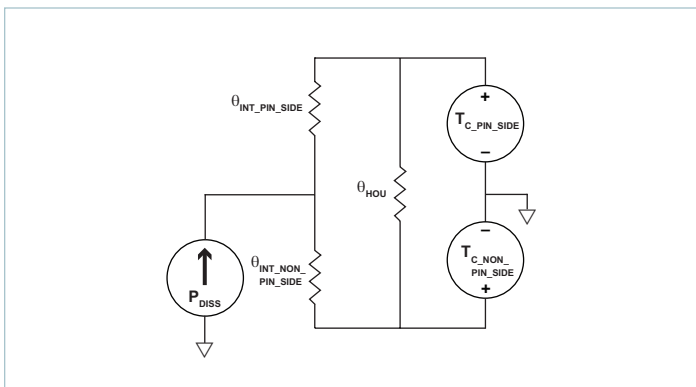 θINT_PIN_SIDE
+
TC_PIN_SIDE
–
θHOU
–
θINT_NON_
PIN_SIDE
TC_NON_
PIN_SIDE
+
PDISS